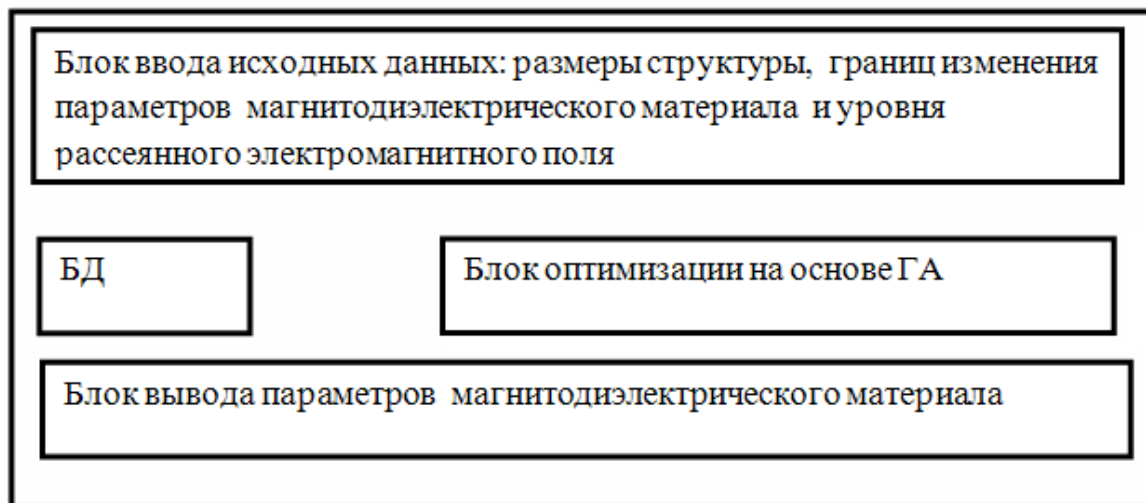 Блок ввода исходных данных: размеры структуры, границ изменения
параметров магнитодиэлектрического материала и уровня
рассеянного электромагнитного поля
БД
Блок оптимизации на основе ГА
Блок вывода параметров магнитодиэлектрического материала